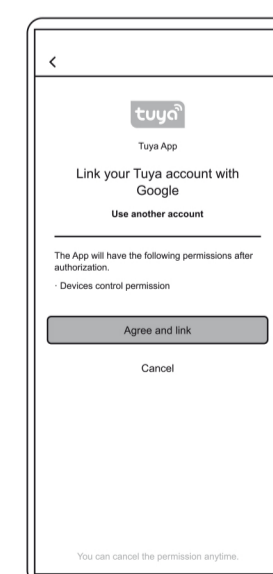 tuya
Tuya App
Link your Tuya account with
Google
Use another account
The App will have the following permissions after
authorization.
· Devices control permission
Agree and link
Cancel
You can cancel the permission anytime.